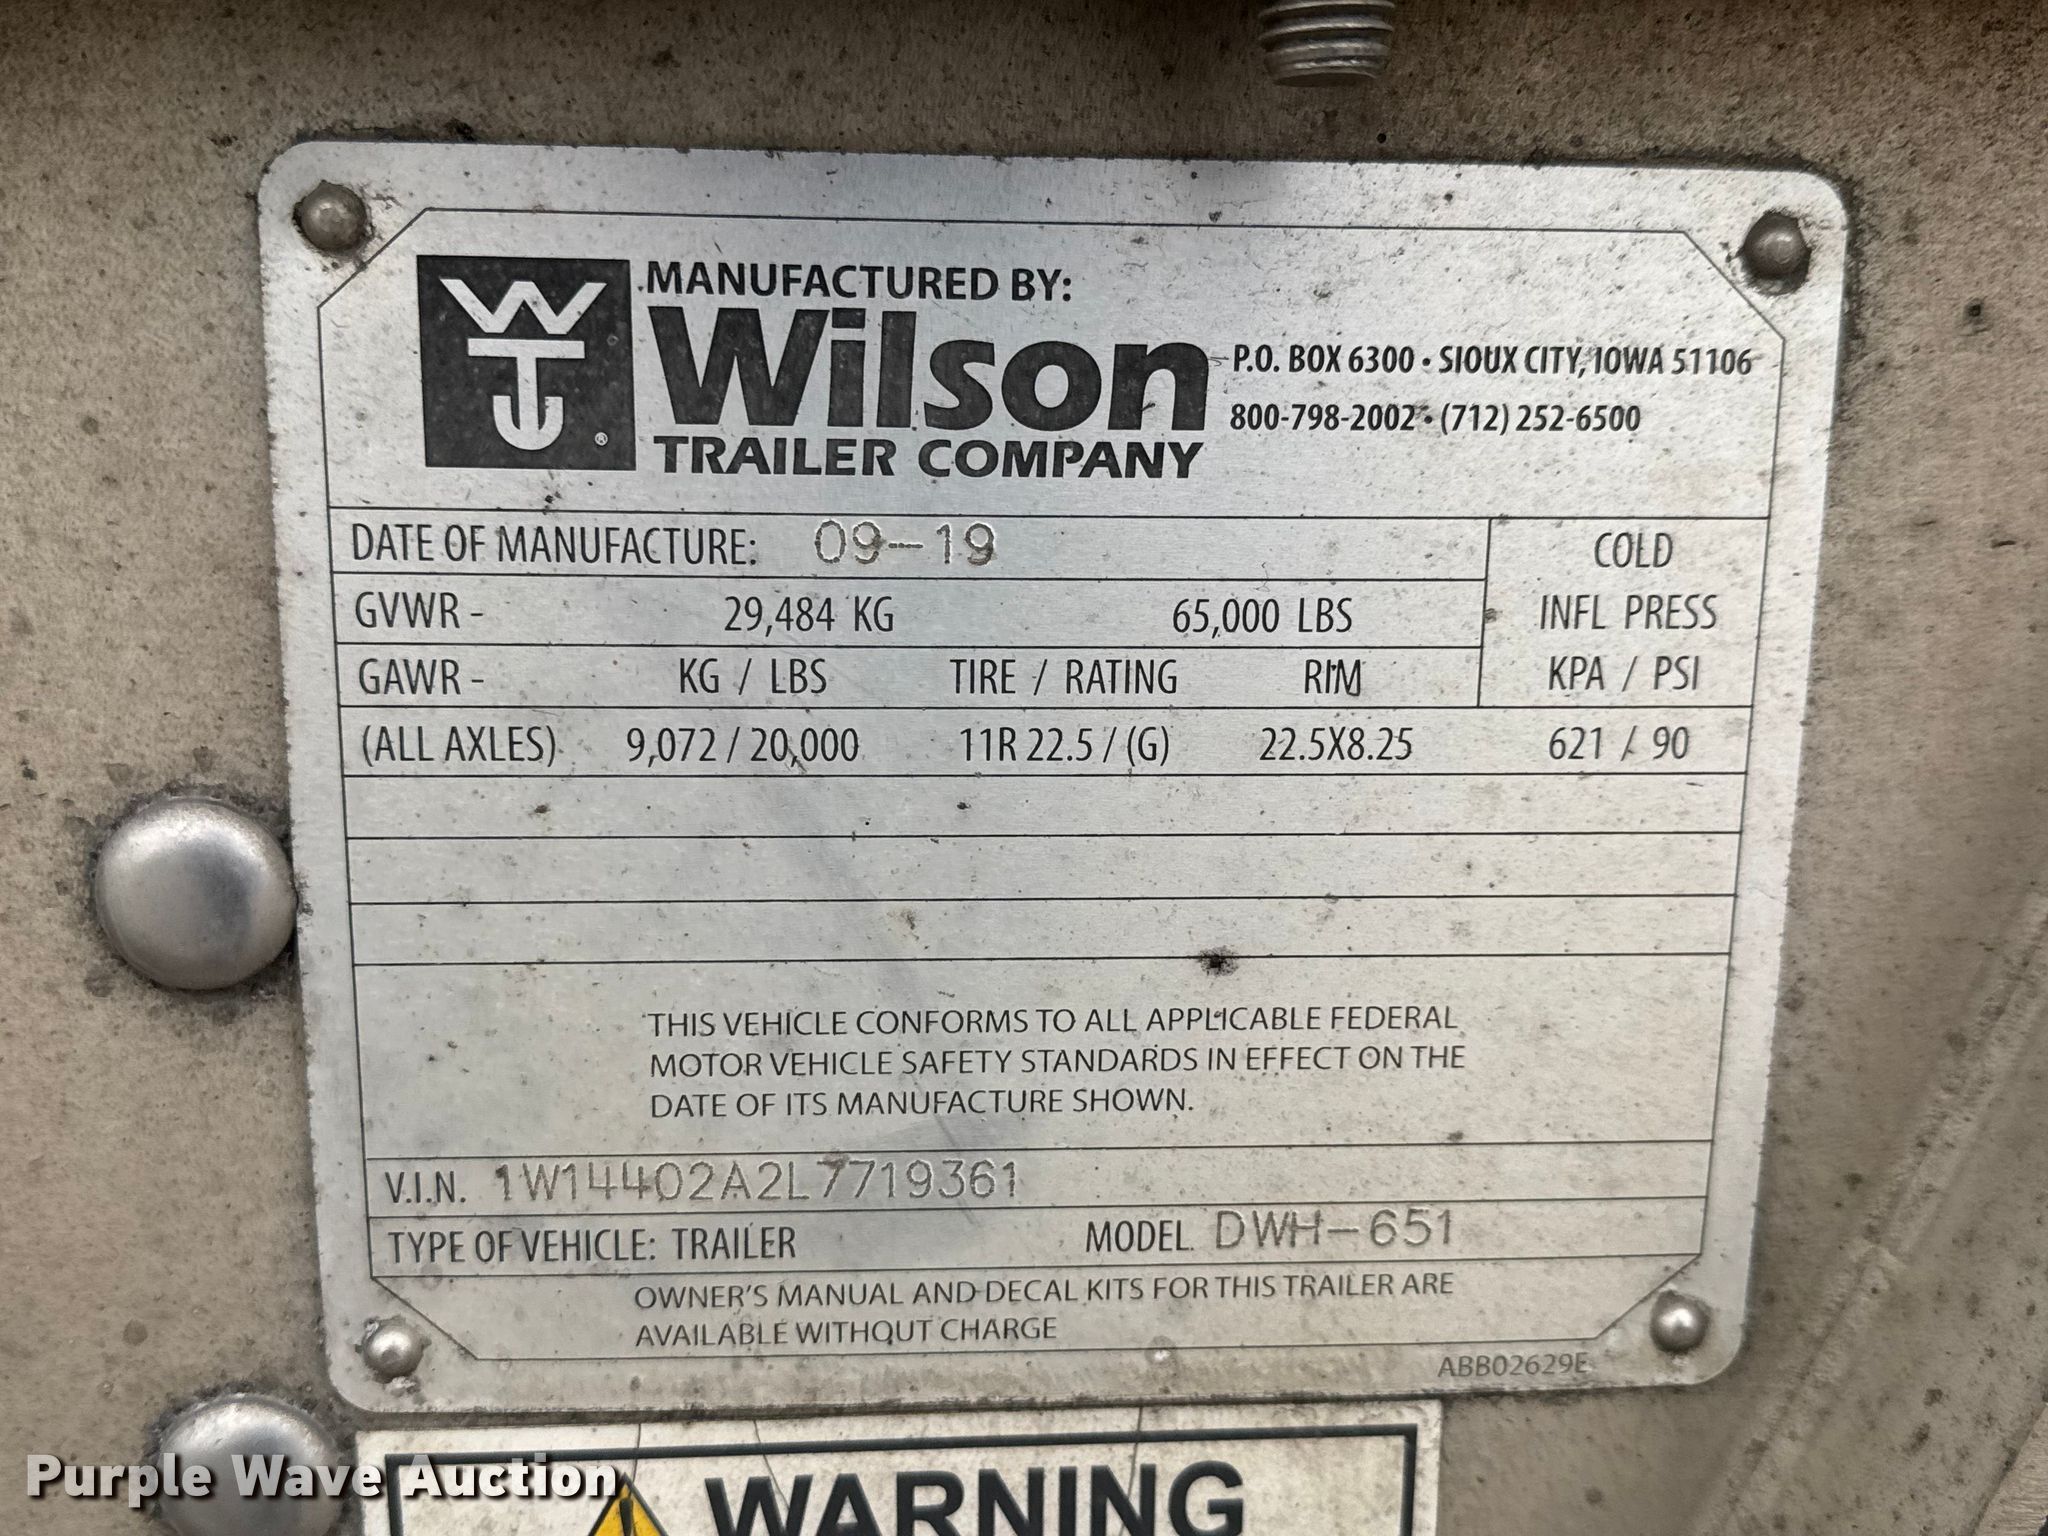 MANUFACTURED BY:
WT ®
Wilson
TRAILER COMPANY
P.O. BOX 6300 • SIOUX CITY, IOWA 51106
800-798-2002 • (712) 252-6500
DATE OF MANUFACTURE: 09-19
GVWR - 29,484 KG 65,000 LBS
GAWR - KG / LBS TIRE / RATING RIM
COLD
INFL PRESS
KPA / PSI
(ALL AXLES) 9,072 / 20,000 11R 22.5 / (G) 22.5X8.25 621 / 90
THIS VEHICLE CONFORMS TO ALL APPLICABLE FEDERAL
MOTOR VEHICLE SAFETY STANDARDS IN EFFECT ON THE
DATE OF ITS MANUFACTURE SHOWN.
V.I.N. 1W14402A2L7719361
TYPE OF VEHICLE: TRAILER MODEL DWH-651
OWNER'S MANUAL AND DECAL KITS FOR THIS TRAILER ARE
AVAILABLE WITHOUT CHARGE
ABB02629E
WARNING
Purple Wave Auction